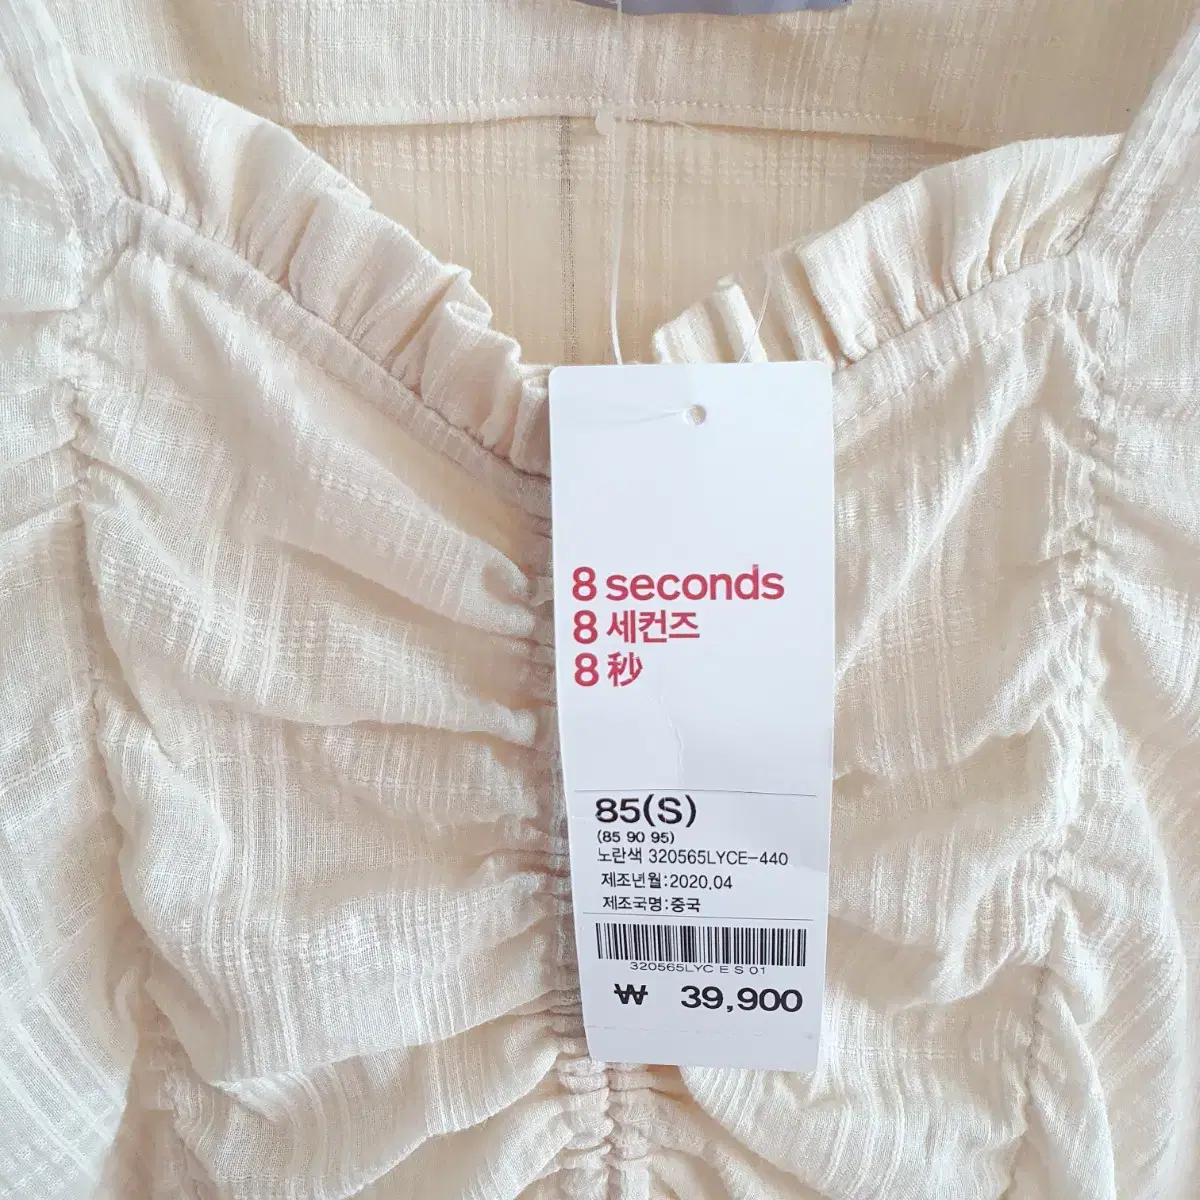 8 seconds
8 세컨즈
8 秒
85(S)
(85 90 95)
노란색 320565LYCE-440
제조년월:2020.04
제조국명:중국
320565LYC E S 01
₩ 39,900